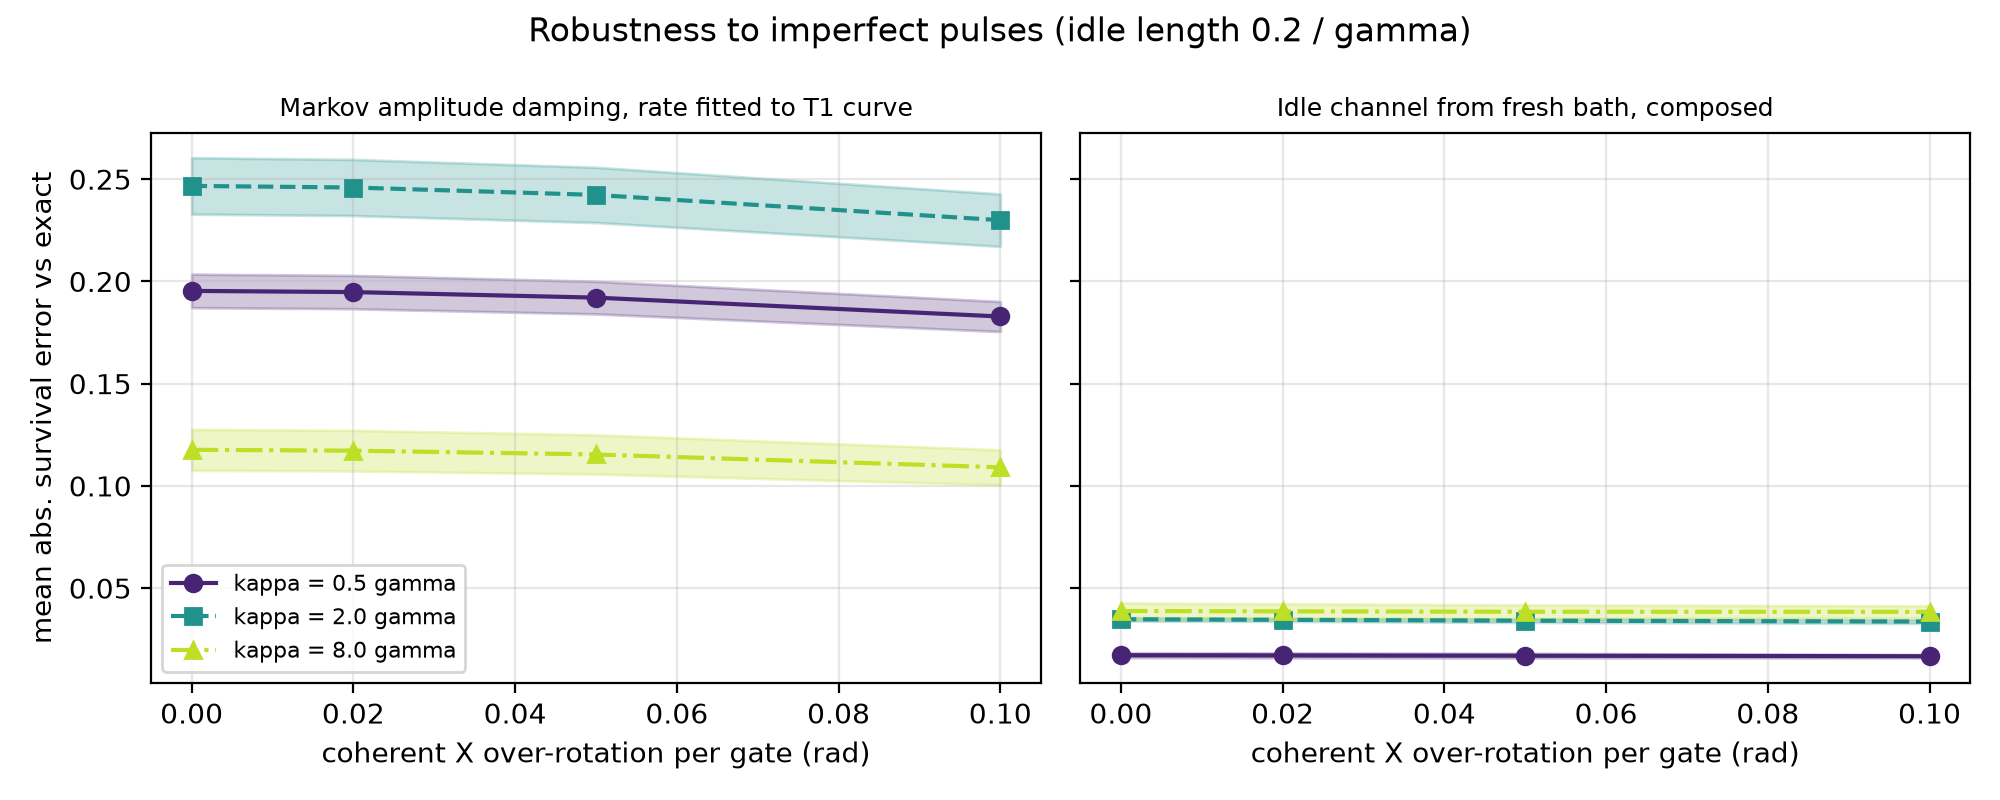 Robustness to imperfect pulses (idle length 0.2 / gamma)
Markov amplitude damping, rate fitted to T1 curve
mean abs. survival error vs exact
0.25
0.20
0.15
0.10
0.05
kappa = 0.5 gamma
kappa = 2.0 gamma
kappa = 8.0 gamma
0.00 0.02 0.04 0.06 0.08 0.10
coherent X over-rotation per gate (rad)
Idle channel from fresh bath, composed
0.00 0.02 0.04 0.06 0.08 0.10
coherent X over-rotation per gate (rad)